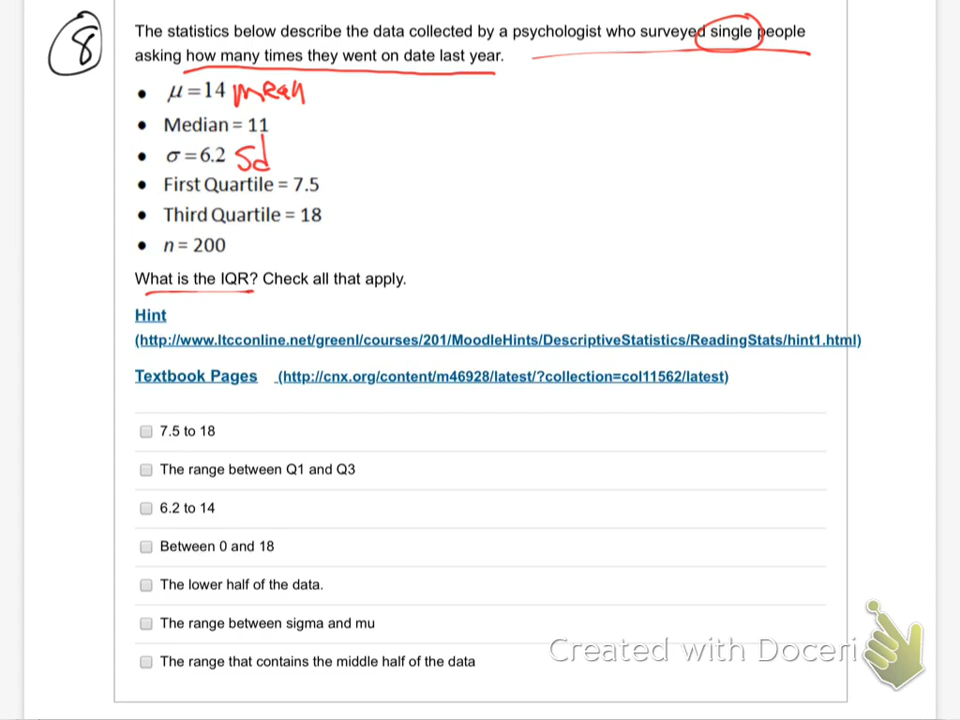 8
The statistics below describe the data collected by a psychologist who surveyed single people
asking how many times they went on date last year.
• μ = 14 mean
• Median = 11
• σ = 6.2 sd
• First Quartile = 7.5
• Third Quartile = 18
• n = 200
What is the IQR? Check all that apply.
Hint
(http://www.ltcconline.net/greenl/courses/201/MoodleHints/DescriptiveStatistics/ReadingStats/hint1.html)
Textbook Pages (http://cnx.org/content/m46928/latest/?collection=col11562/latest)
7.5 to 18
The range between Q1 and Q3
6.2 to 14
Between 0 and 18
The lower half of the data.
The range between sigma and mu
The range that contains the middle half of the data
Created with Doceri